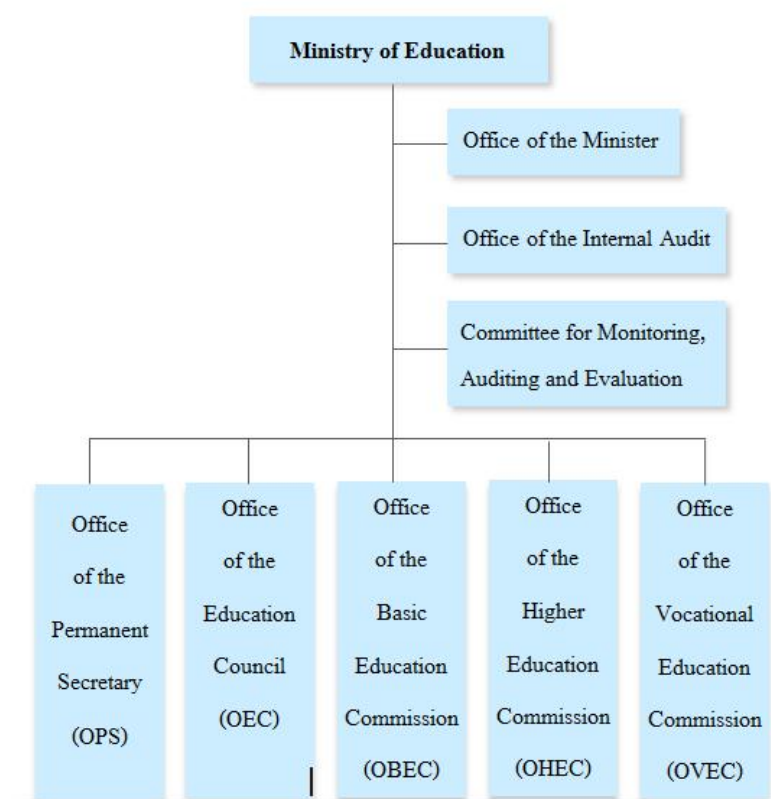 Ministry of Education
Office of the Minister
Office of the Internal Audit
Committee for Monitoring,
Auditing and Evaluation
Office
of the
Permanent
Secretary
(OPS)
Office
of the
Education
Council
(OEC)
Office
of the
Basic
Education
Commission
(OBEC)
Office
of the
Higher
Education
Commission
(OHEC)
Office
of the
Vocational
Education
Commission
(OVEC)